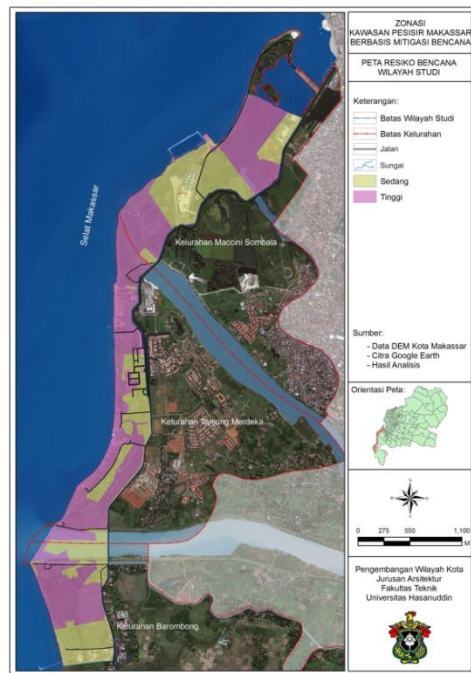 ZONASI
KAWASAN PESISIR MAKASSAR
BERBASIS MITIGASI BENCANA
PETA RESIKO BENCANA
WILAYAH STUDI
Keterangan:
Batas Wilayah Studi
Batas Kelurahan
Jalan
Sungai
Sedang
Tinggi
Selat Makassar
Kelurahan Maccini Sombala
Kelurahan Tanjung Merdeka
Kelurahan Barombong
Sumber:
- Data DEM Kota Makassar
- Citra Google Earth
- Hasil Analisis
Orientasi Peta:
0 275 550 1,100
M
Pengembangan Wilayah Kota
Jurusan Arsitektur
Fakultas Teknik
Universitas Hasanuddin